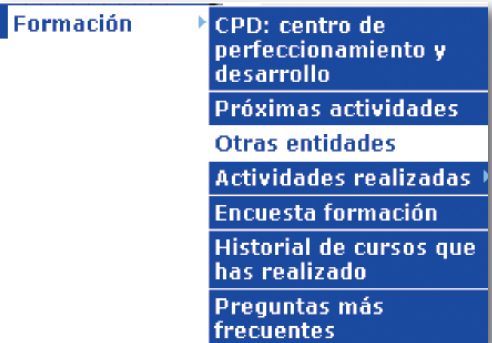 Formación
CPD: centro de
perfeccionamiento y
desarrollo
Próximas actividades
Otras entidades
Actividades realizadas
Encuesta formación
Historial de cursos que
has realizado
Preguntas más
frecuentes